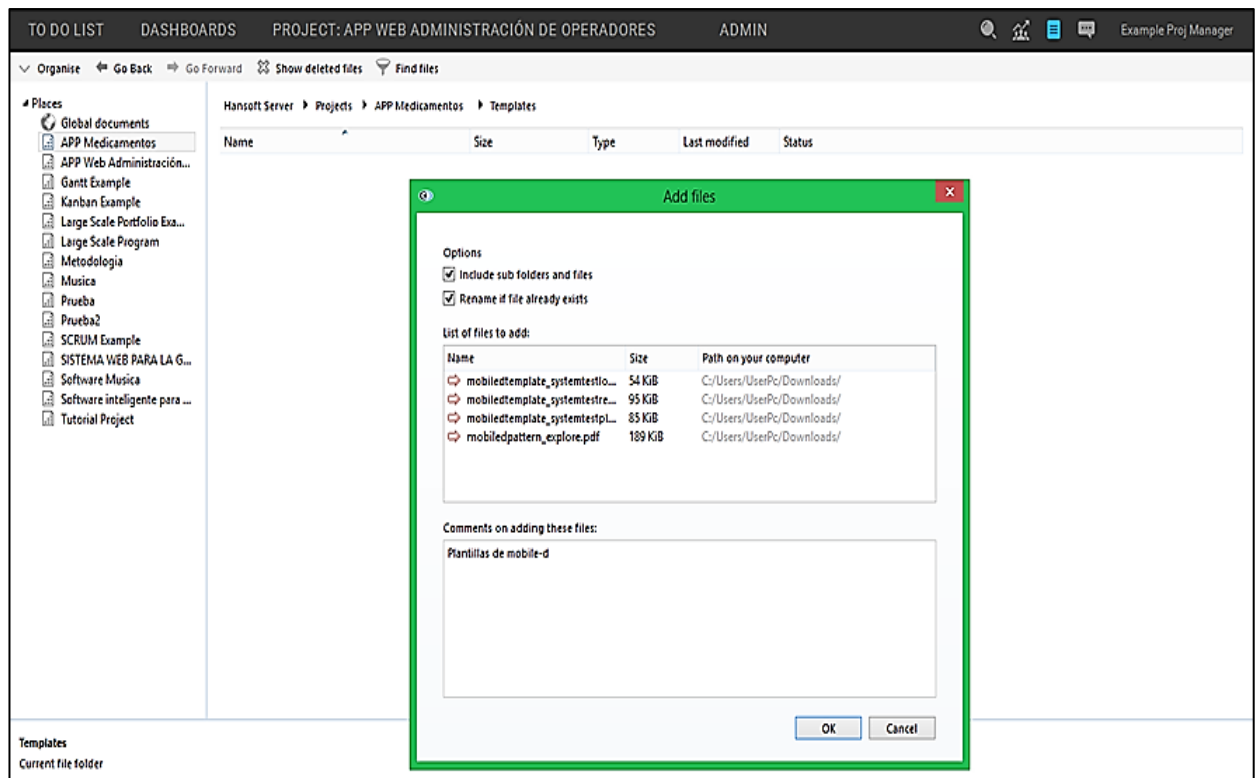 TO DO LIST DASHBOARDS PROJECT: APP WEB ADMINISTRACIÓN DE OPERADORES ADMIN Example Proj Manager
Organise Go Back Go Forward Show deleted files Find files
Places
Global documents
APP Medicamentos
APP Web Administración...
Gantt Example
Kanban Example
Large Scale Portfolio Exa...
Large Scale Program
Metodologia
Musica
Prueba
Prueba2
SCRUM Example
SISTEMA WEB PARA LA G...
Software Musica
Software inteligente para ...
Tutorial Project
Hansoft Server Projects APP Medicamentos Templates
Name Size Type Last modified Status
Add files
Options
Include sub folders and files
Rename if file already exists
List of files to add:
Name Size Path on your computer
mobiledtemplate_systemtestlo... 54 KiB C:/Users/UserPc/Downloads/
mobiledtemplate_systemtestre... 95 KiB C:/Users/UserPc/Downloads/
mobiledtemplate_systemtestpl... 85 KiB C:/Users/UserPc/Downloads/
mobiledpattern_explore.pdf 189 KiB C:/Users/UserPc/Downloads/
Comments on adding these files:
Plantillas de mobile-d
OK Cancel
Templates
Current file folder